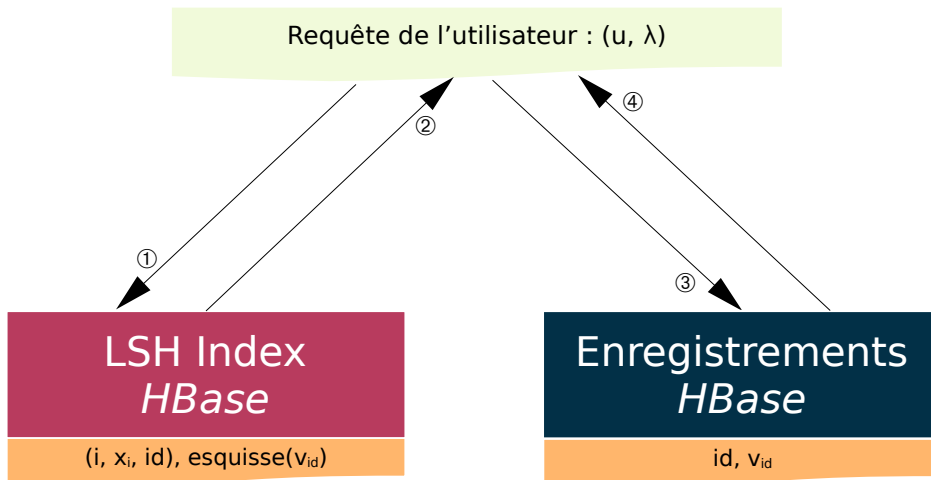 Requête de l’utilisateur : (u, λ)
④
②
①
③
LSH Index
HBase
Enregistrements
HBase
(i, xᵢ, id), esquisse(v_id)
id, v_id